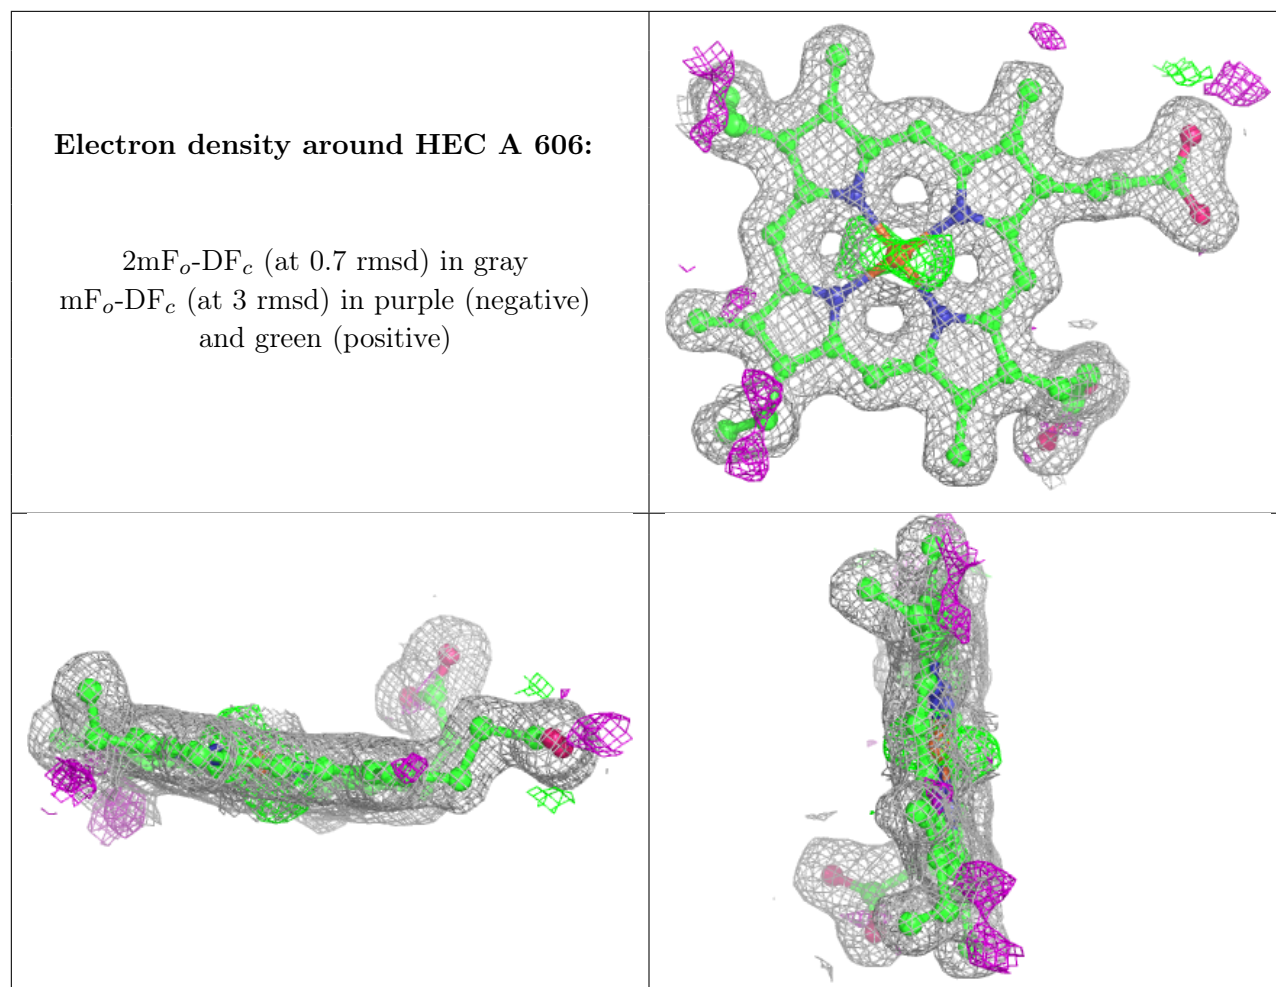 Electron density around HEC A 606:
2mFo-DFc (at 0.7 rmsd) in gray
mFo-DFc (at 3 rmsd) in purple (negative)
and green (positive)